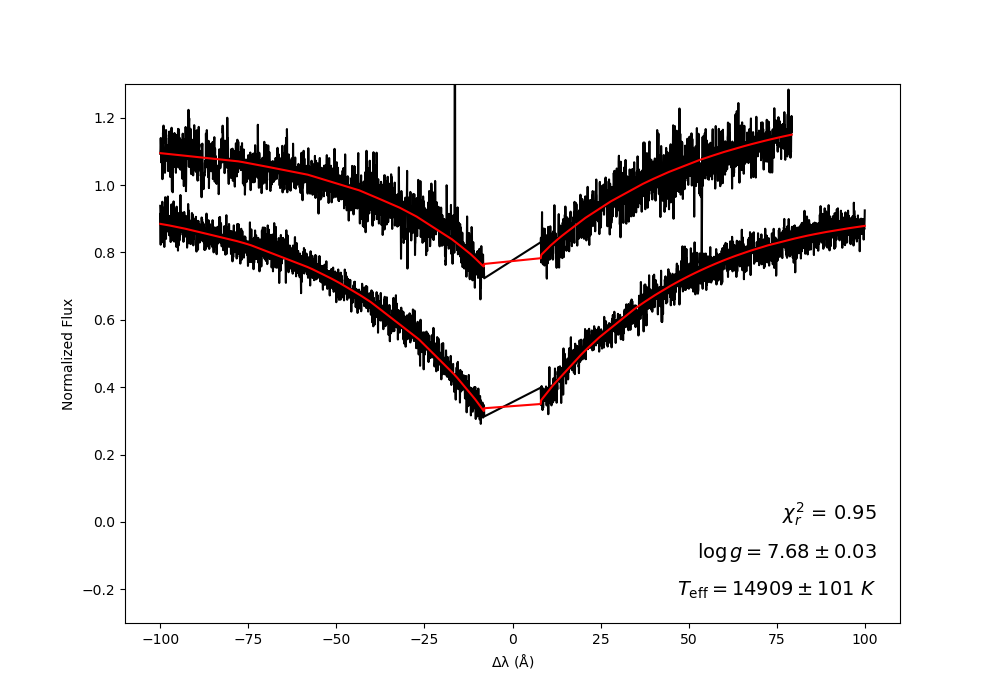 1.2
1.0
0.8
0.6
0.4
0.2
0.0
−0.2
Normalized Flux
χ²ᵣ = 0.95
log g = 7.68 ± 0.03
T_eff = 14909 ± 101 K
−100 −75 −50 −25 0 25 50 75 100
Δλ (Å)